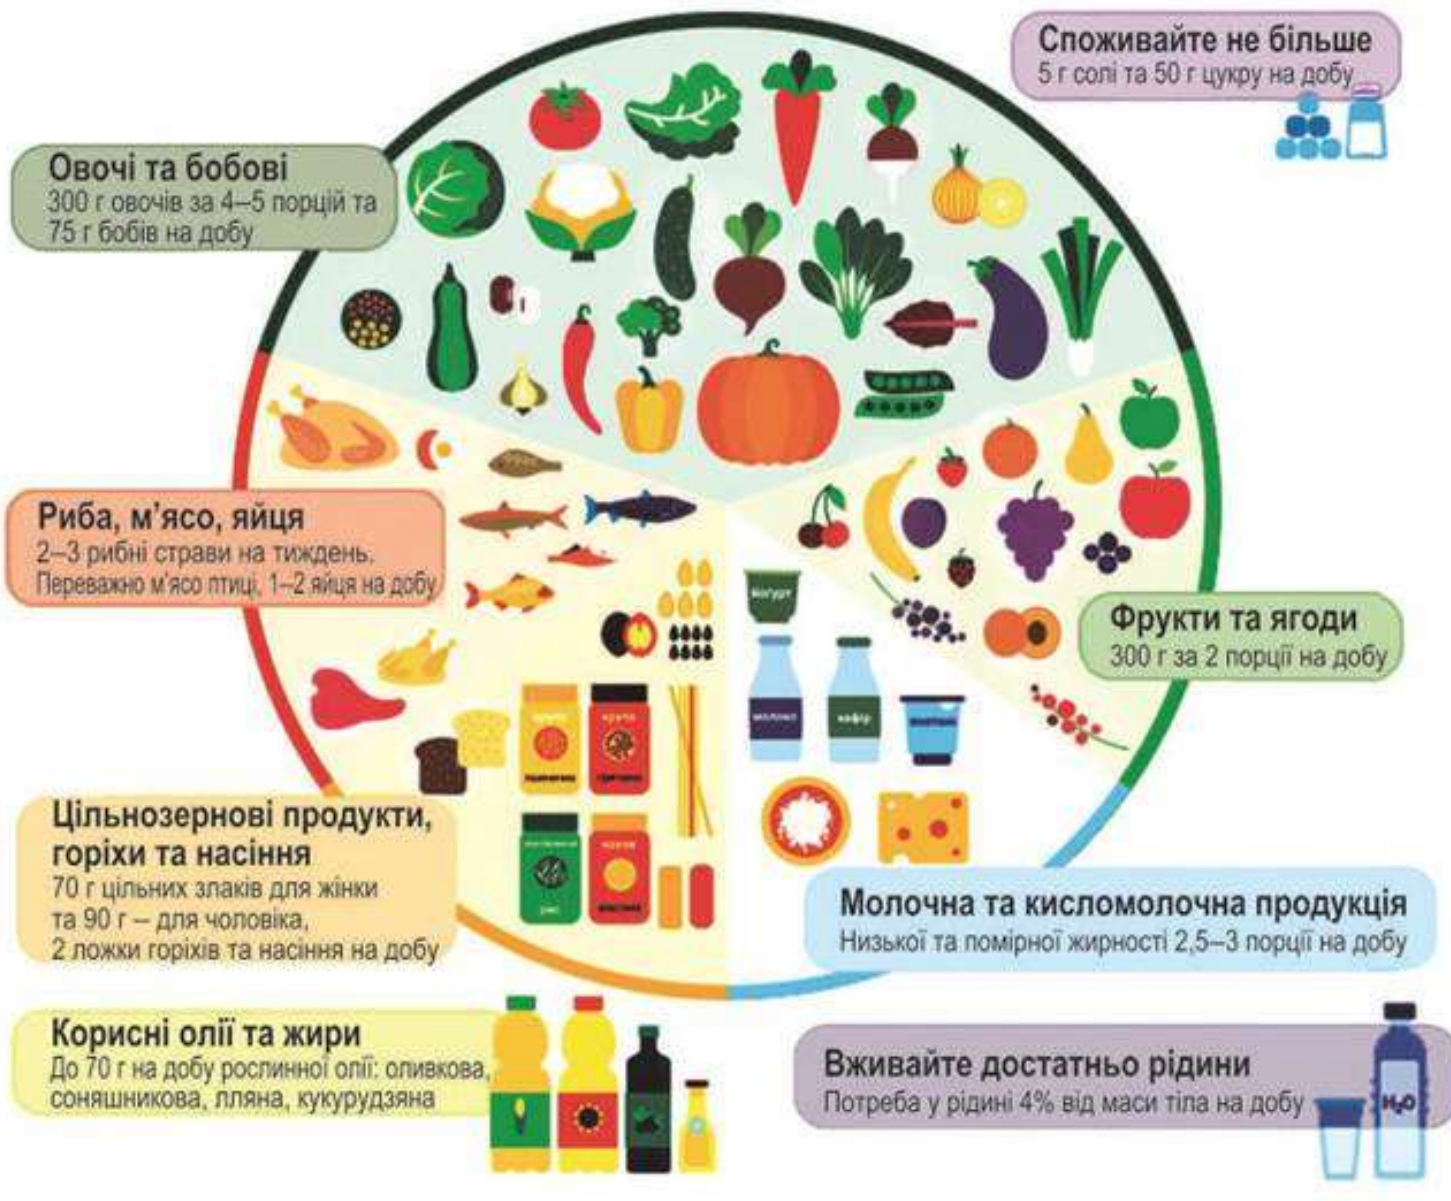 Споживайте не більше
5 г солі та 50 г цукру на добу
Овочі та бобові
300 г овочів за 4–5 порцій та
75 г бобів на добу
Риба, м’ясо, яйця
2–3 рибні страви на тиждень.
Переважно м’ясо птиці, 1–2 яйця на добу
йогурт
молоко
кефір
Фрукти та ягоди
300 г за 2 порції на добу
крупа
крупа
пшенична
гречана
рис
Цільнозернові продукти,
горіхи та насіння
70 г цільних злаків для жінки
та 90 г – для чоловіка,
2 ложки горіхів та насіння на добу
Молочна та кисломолочна продукція
Низької та помірної жирності 2,5–3 порції на добу
Корисні олії та жири
До 70 г на добу рослинної олії: оливкова,
соняшникова, лляна, кукурудзяна
Вживайте достатньо рідини
Потреба у рідині 4% від маси тіла на добу
H₂O